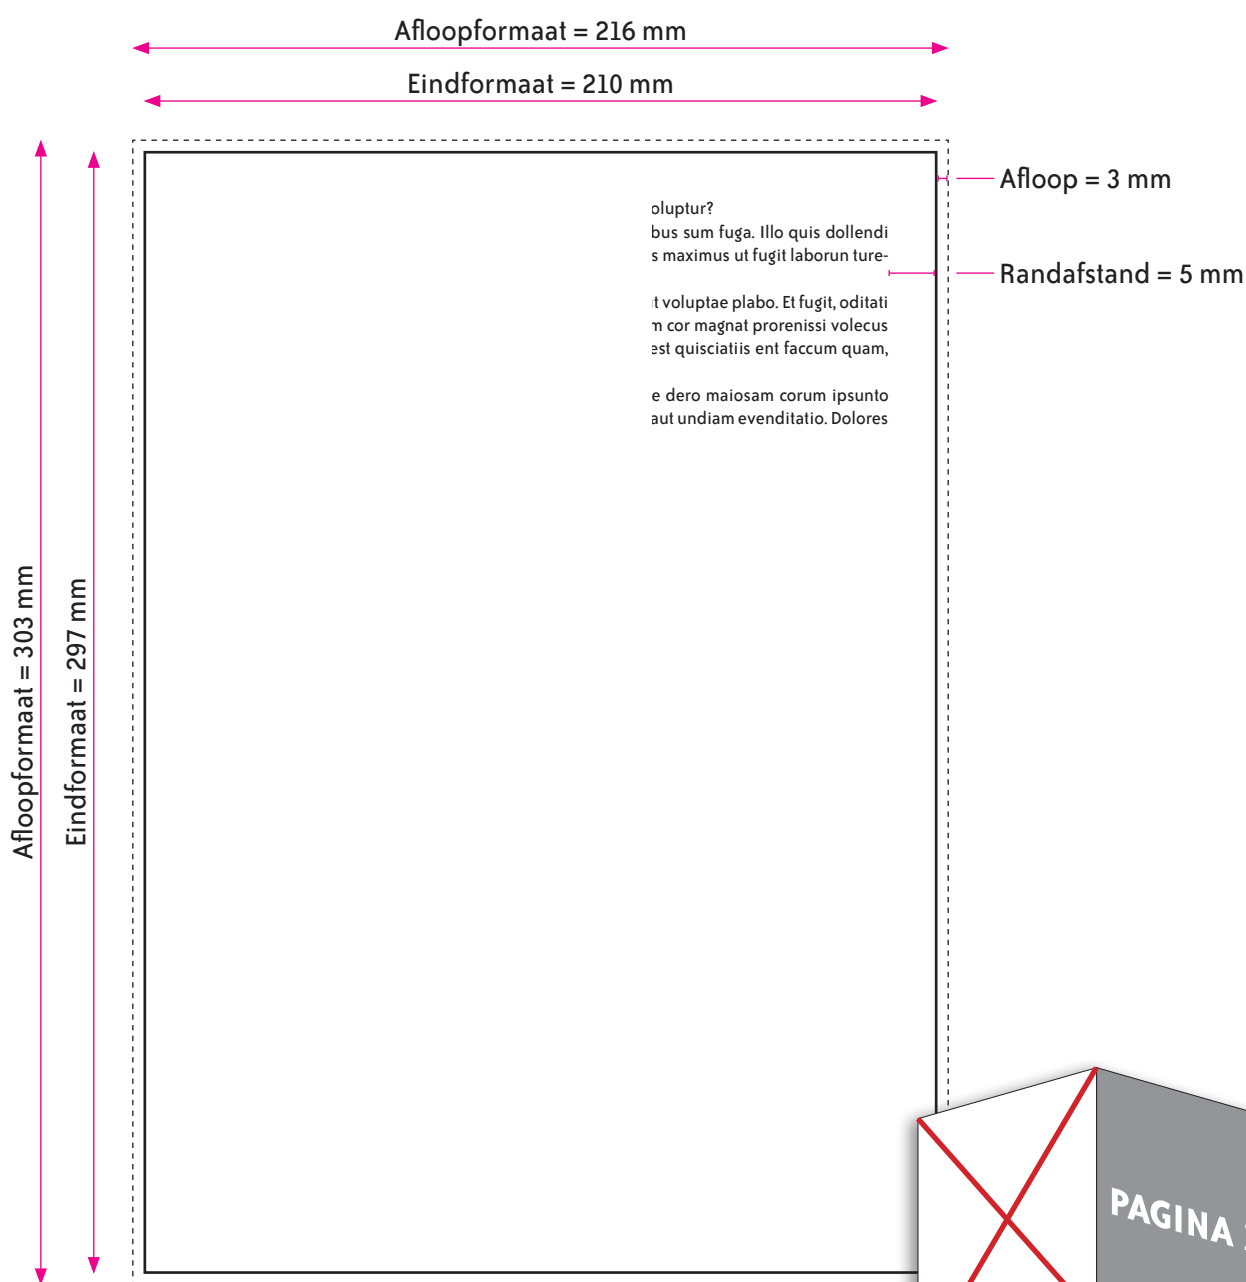 Afloopformaat = 216 mm
Eindformaat = 210 mm
Afloop = 3 mm
oluptur?
bus sum fuga. Illo quis dollendi
s maximus ut fugit laborun ture-
Randafstand = 5 mm
t voluptae plabo. Et fugit, oditati
m cor magnat prorenissi volecus
est quisciatiis ent faccum quam,
e dero maiosam corum ipsunto
aut undiam evenditatio. Dolores
Afloopformaat = 303 mm
Eindformaat = 297 mm
PAGINA